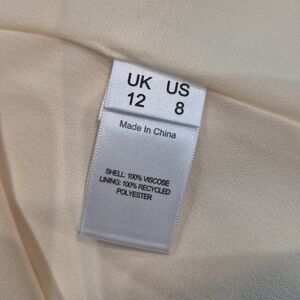 UK US
12 8
Made In China
SHELL: 100% VISCOSE
LINING: 100% RECYCLED
POLYESTER